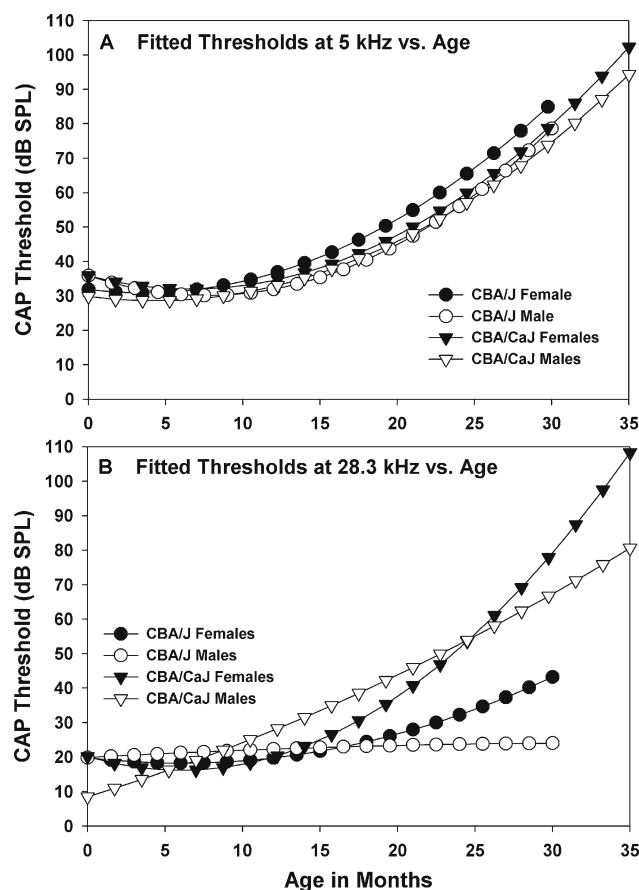 A Fitted Thresholds at 5 kHz vs. Age
CAP Threshold (dB SPL)
110
100
90
80
70
60
50
40
30
20
10
0
CBA/J Female
CBA/J Male
CBA/CaJ Females
CBA/CaJ Males
0 5 10 15 20 25 30 35
B Fitted Thresholds at 28.3 kHz vs. Age
CAP Threshold (dB SPL)
110
100
90
80
70
60
50
40
30
20
10
0
CBA/J Females
CBA/J Males
CBA/CaJ Females
CBA/CaJ Males
0 5 10 15 20 25 30 35
Age in Months